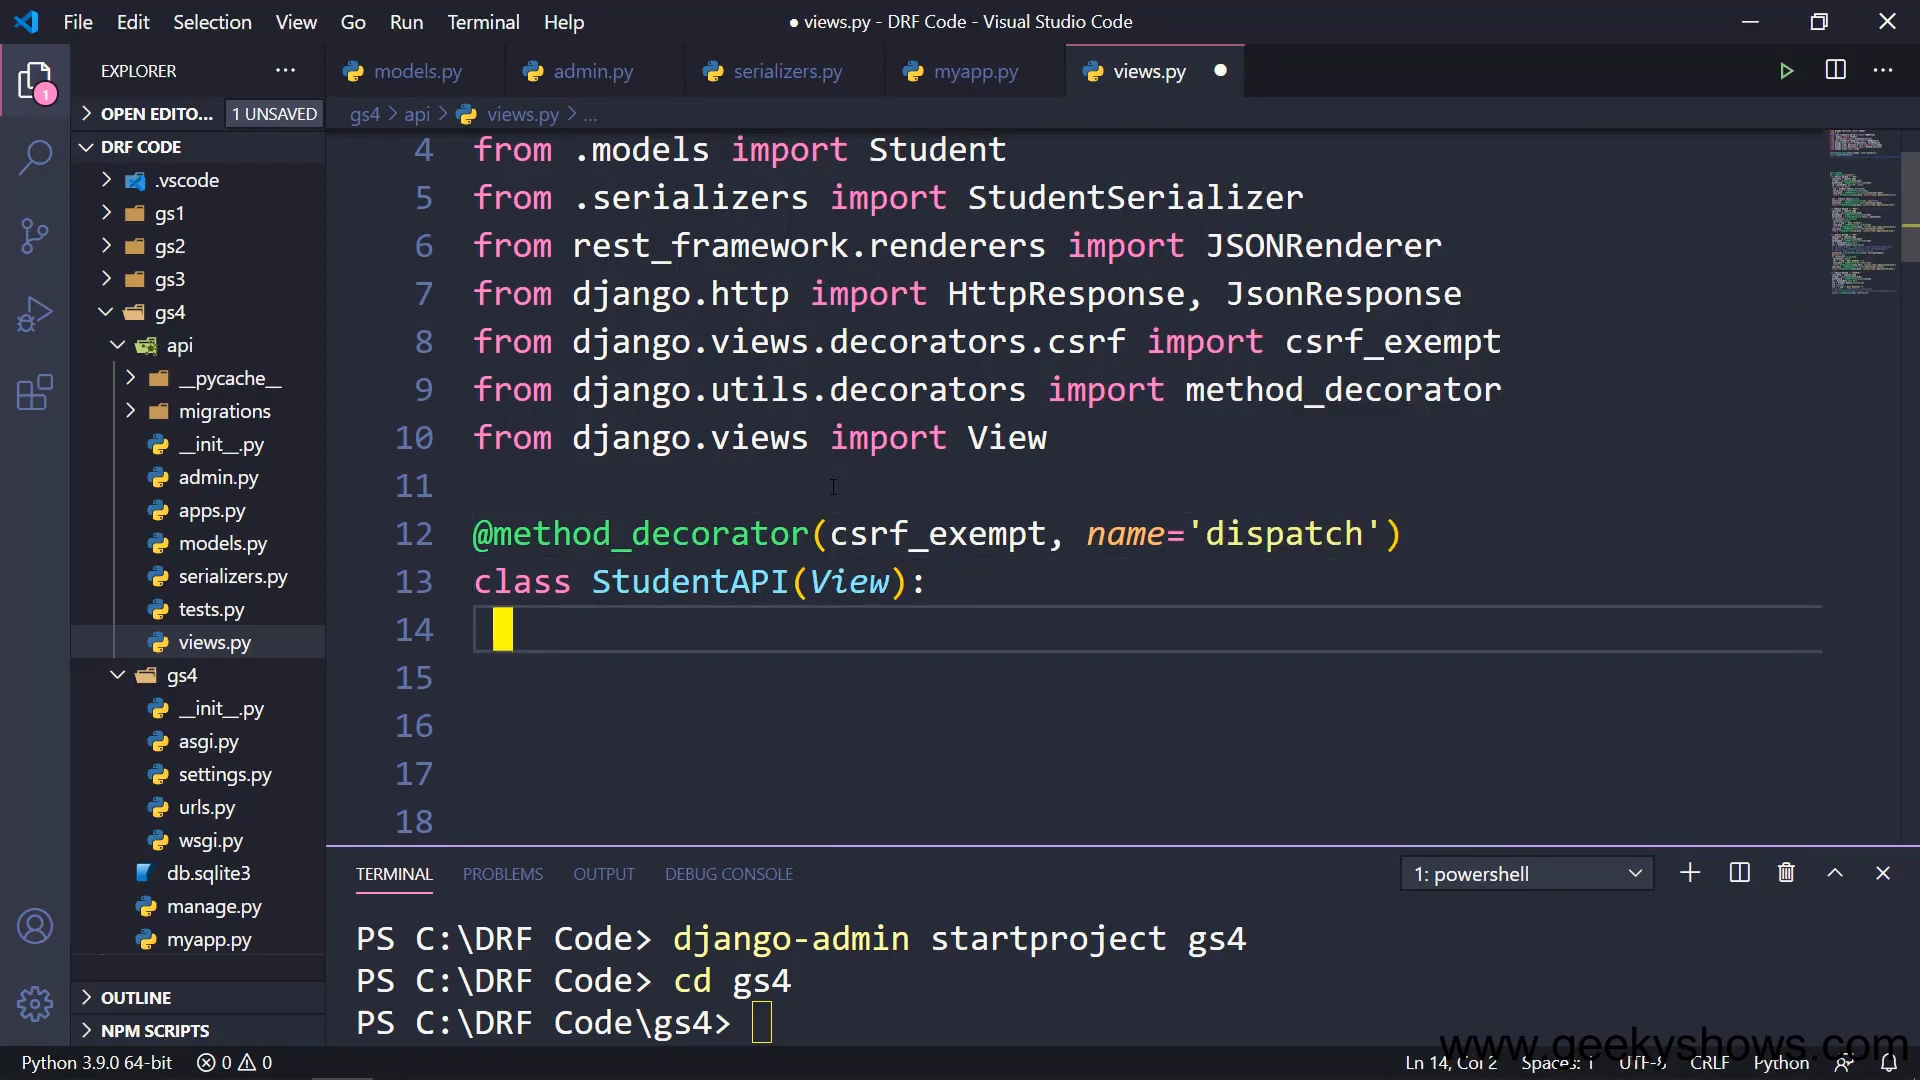 File Edit Selection View Go Run Terminal Help
● views.py - DRF Code - Visual Studio Code
EXPLORER
models.py admin.py serializers.py myapp.py views.py
OPEN EDITO... 1 UNSAVED
gs4 > api > views.py > ...
DRF CODE
.vscode
gs1
gs2
gs3
gs4
api
__pycache__
migrations
__init__.py
admin.py
apps.py
models.py
serializers.py
tests.py
views.py
gs4
__init__.py
asgi.py
settings.py
urls.py
wsgi.py
db.sqlite3
manage.py
myapp.py
OUTLINE
NPM SCRIPTS
1
4 from .models import Student
5 from .serializers import StudentSerializer
6 from rest_framework.renderers import JSONRenderer
7 from django.http import HttpResponse, JsonResponse
8 from django.views.decorators.csrf import csrf_exempt
9 from django.utils.decorators import method_decorator
10 from django.views import View
11
12 @method_decorator(csrf_exempt, name='dispatch')
13 class StudentAPI(View):
14
15
16
17
18
TERMINAL PROBLEMS OUTPUT DEBUG CONSOLE 1: powershell
PS C:\DRF Code> django-admin startproject gs4
PS C:\DRF Code> cd gs4
PS C:\DRF Code\gs4>
www.geekyshows.com
Python 3.9.0 64-bit 0 0 Ln 14, Col 2 Spaces: 1 UTF-8 CRLF Python